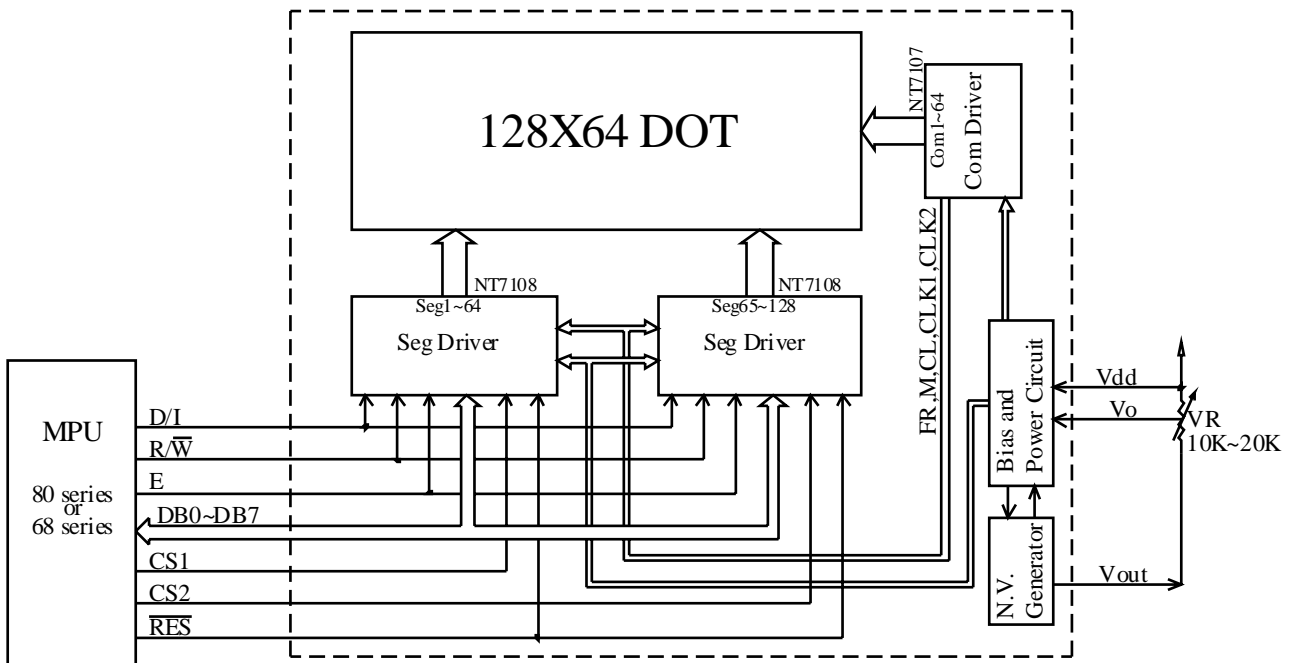 128X64 DOT
NT7107
Com1~64
Com Driver
FR,M,CL,CLK1,CLK2
NT7108
Seg1~64
Seg Driver
NT7108
Seg65~128
Seg Driver
MPU
80 series
or
68 series
D/I
R/W̅
E
DB0~DB7
CS1
CS2
R̅E̅S̅
Bias and
Power Circuit
N.V.
Generator
Vdd
Vo
VR
10K~20K
Vout